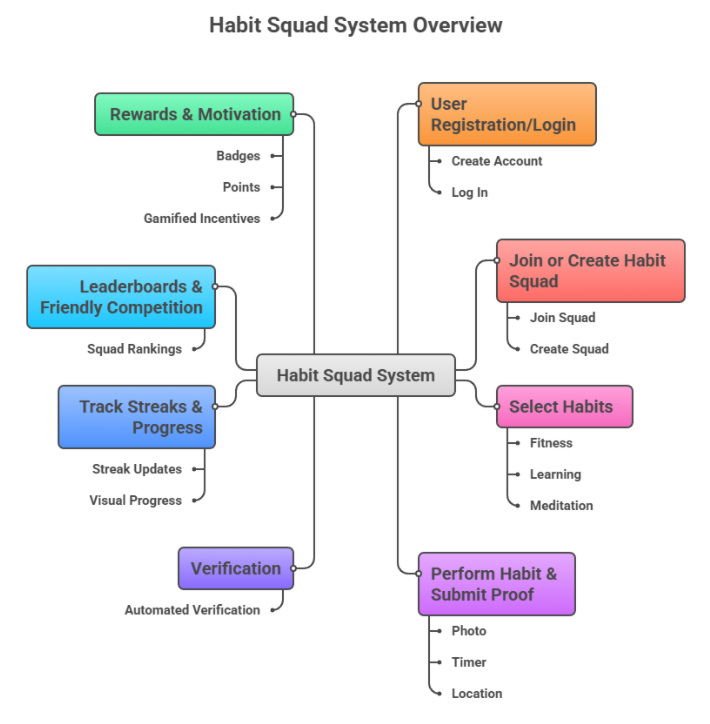 Habit Squad System Overview
Rewards & Motivation
Badges
Points
Gamified Incentives
Leaderboards &
Friendly Competition
Squad Rankings
Track Streaks &
Progress
Streak Updates
Visual Progress
Verification
Automated Verification
Habit Squad System
User
Registration/Login
Create Account
Log In
Join or Create Habit
Squad
Join Squad
Create Squad
Select Habits
Fitness
Learning
Meditation
Perform Habit &
Submit Proof
Photo
Timer
Location